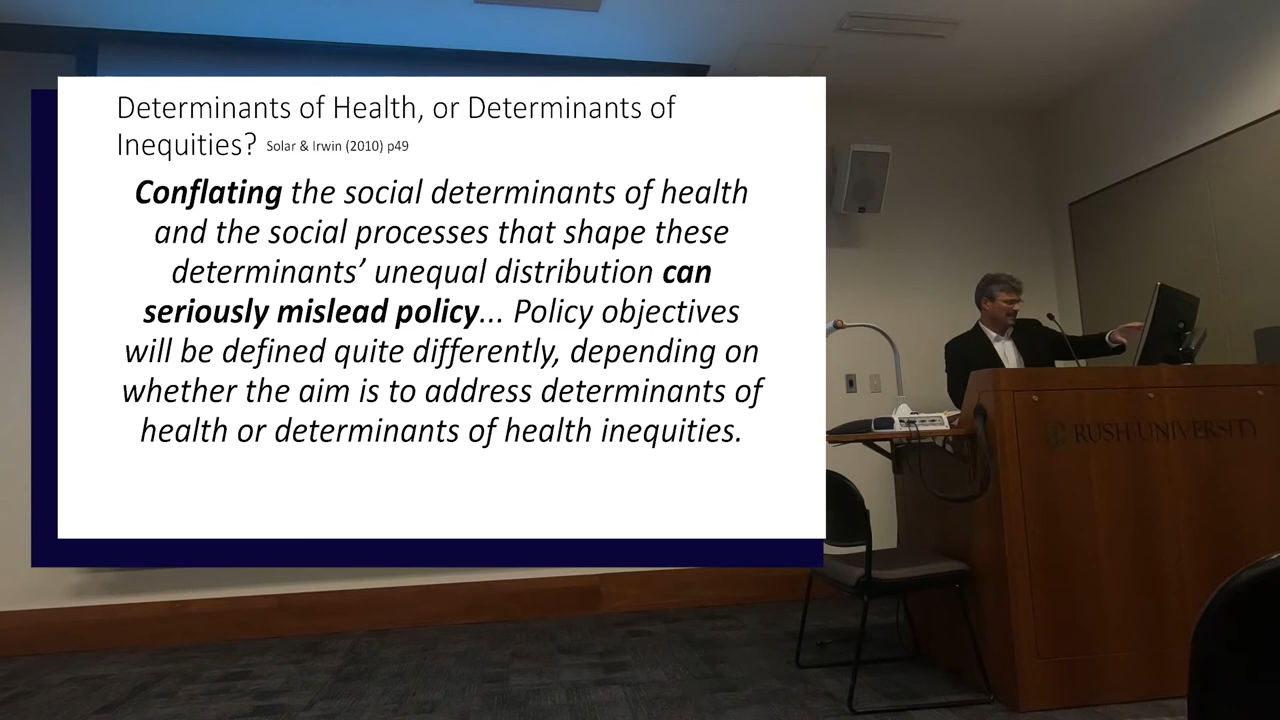 Determinants of Health, or Determinants of
Inequities? Solar & Irwin (2010) p49
Conflating the social determinants of health
and the social processes that shape these
determinants’ unequal distribution can
seriously mislead policy... Policy objectives
will be defined quite differently, depending on
whether the aim is to address determinants of
health or determinants of health inequities.
RUSH UNIVERSITY